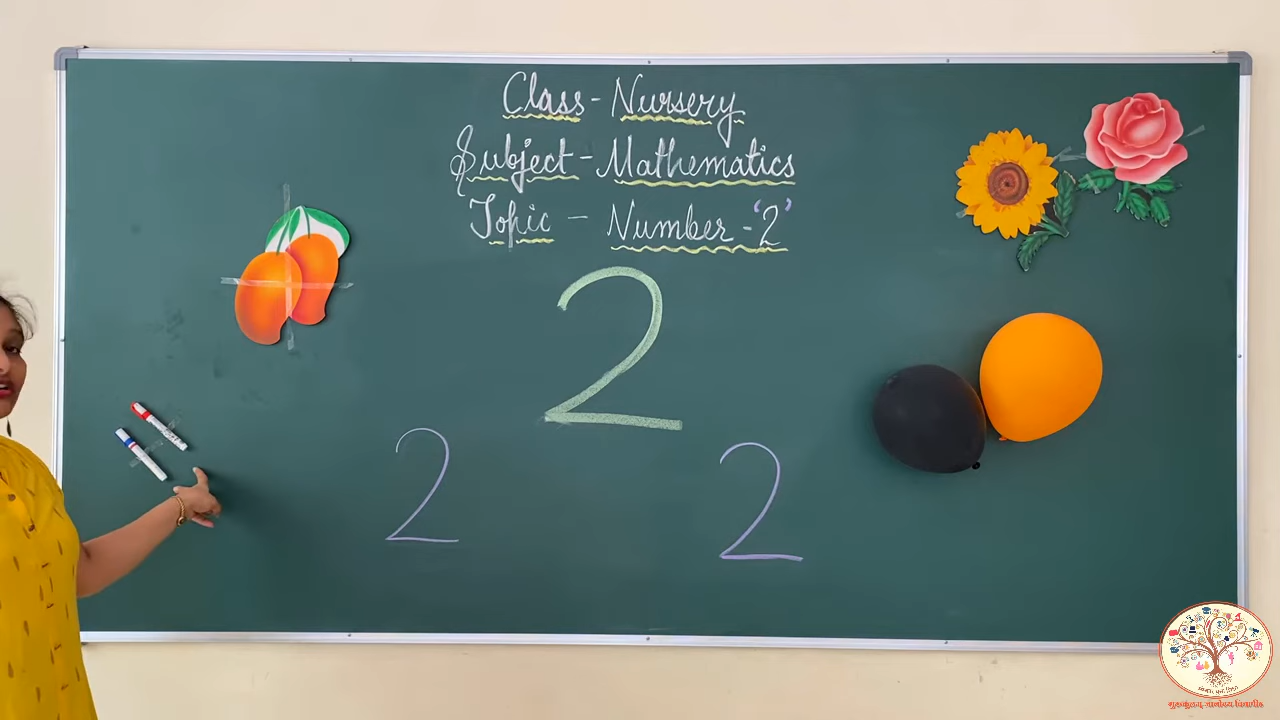 Class - Nursery
Subject - Mathematics
Topic - Number - '2'
2
2
2